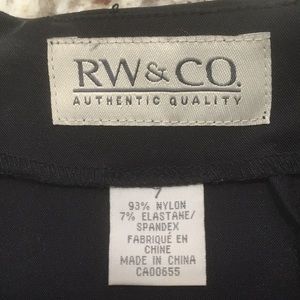 RW & CO.
AUTHENTIC QUALITY
7
93% NYLON
7% ELASTANE/
SPANDEX
FABRIQUÉ EN
CHINE
MADE IN CHINA
CA00655